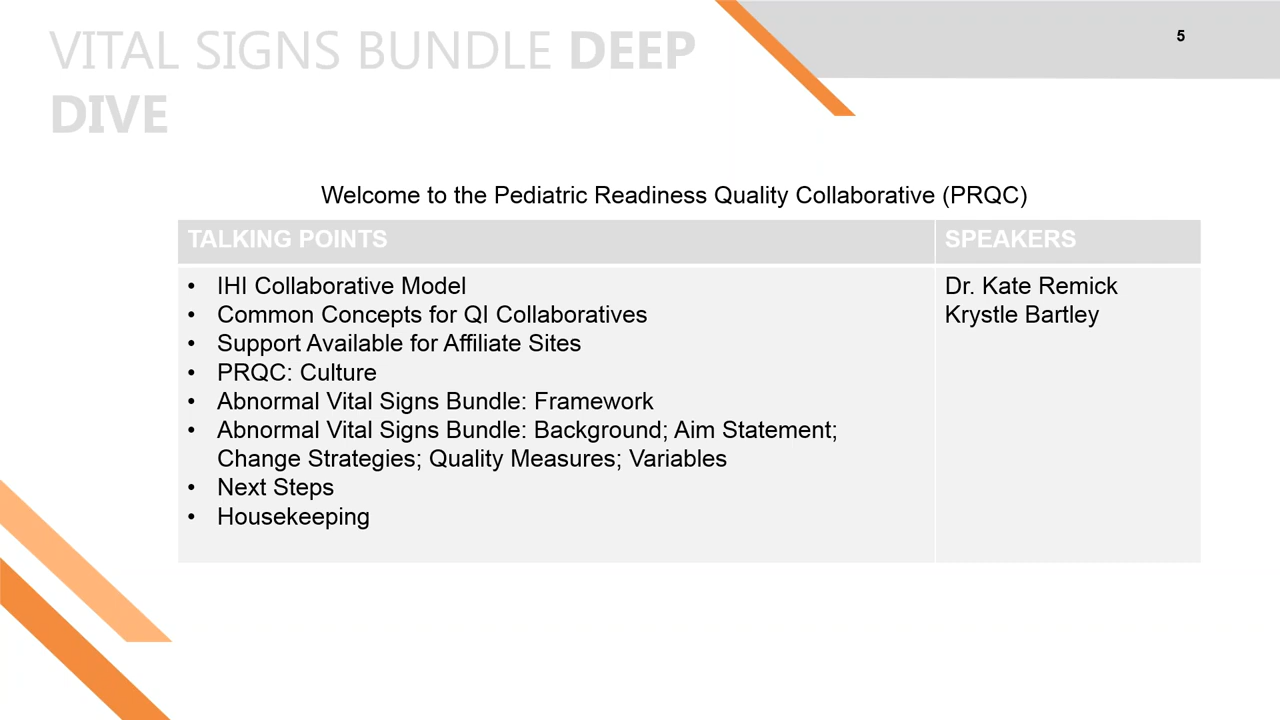 VITAL SIGNS BUNDLE DEEP
DIVE
5
Welcome to the Pediatric Readiness Quality Collaborative (PRQC)
TALKING POINTS
SPEAKERS
• IHI Collaborative Model
• Common Concepts for QI Collaboratives
• Support Available for Affiliate Sites
• PRQC: Culture
• Abnormal Vital Signs Bundle: Framework
• Abnormal Vital Signs Bundle: Background; Aim Statement;
Change Strategies; Quality Measures; Variables
• Next Steps
• Housekeeping
Dr. Kate Remick
Krystle Bartley